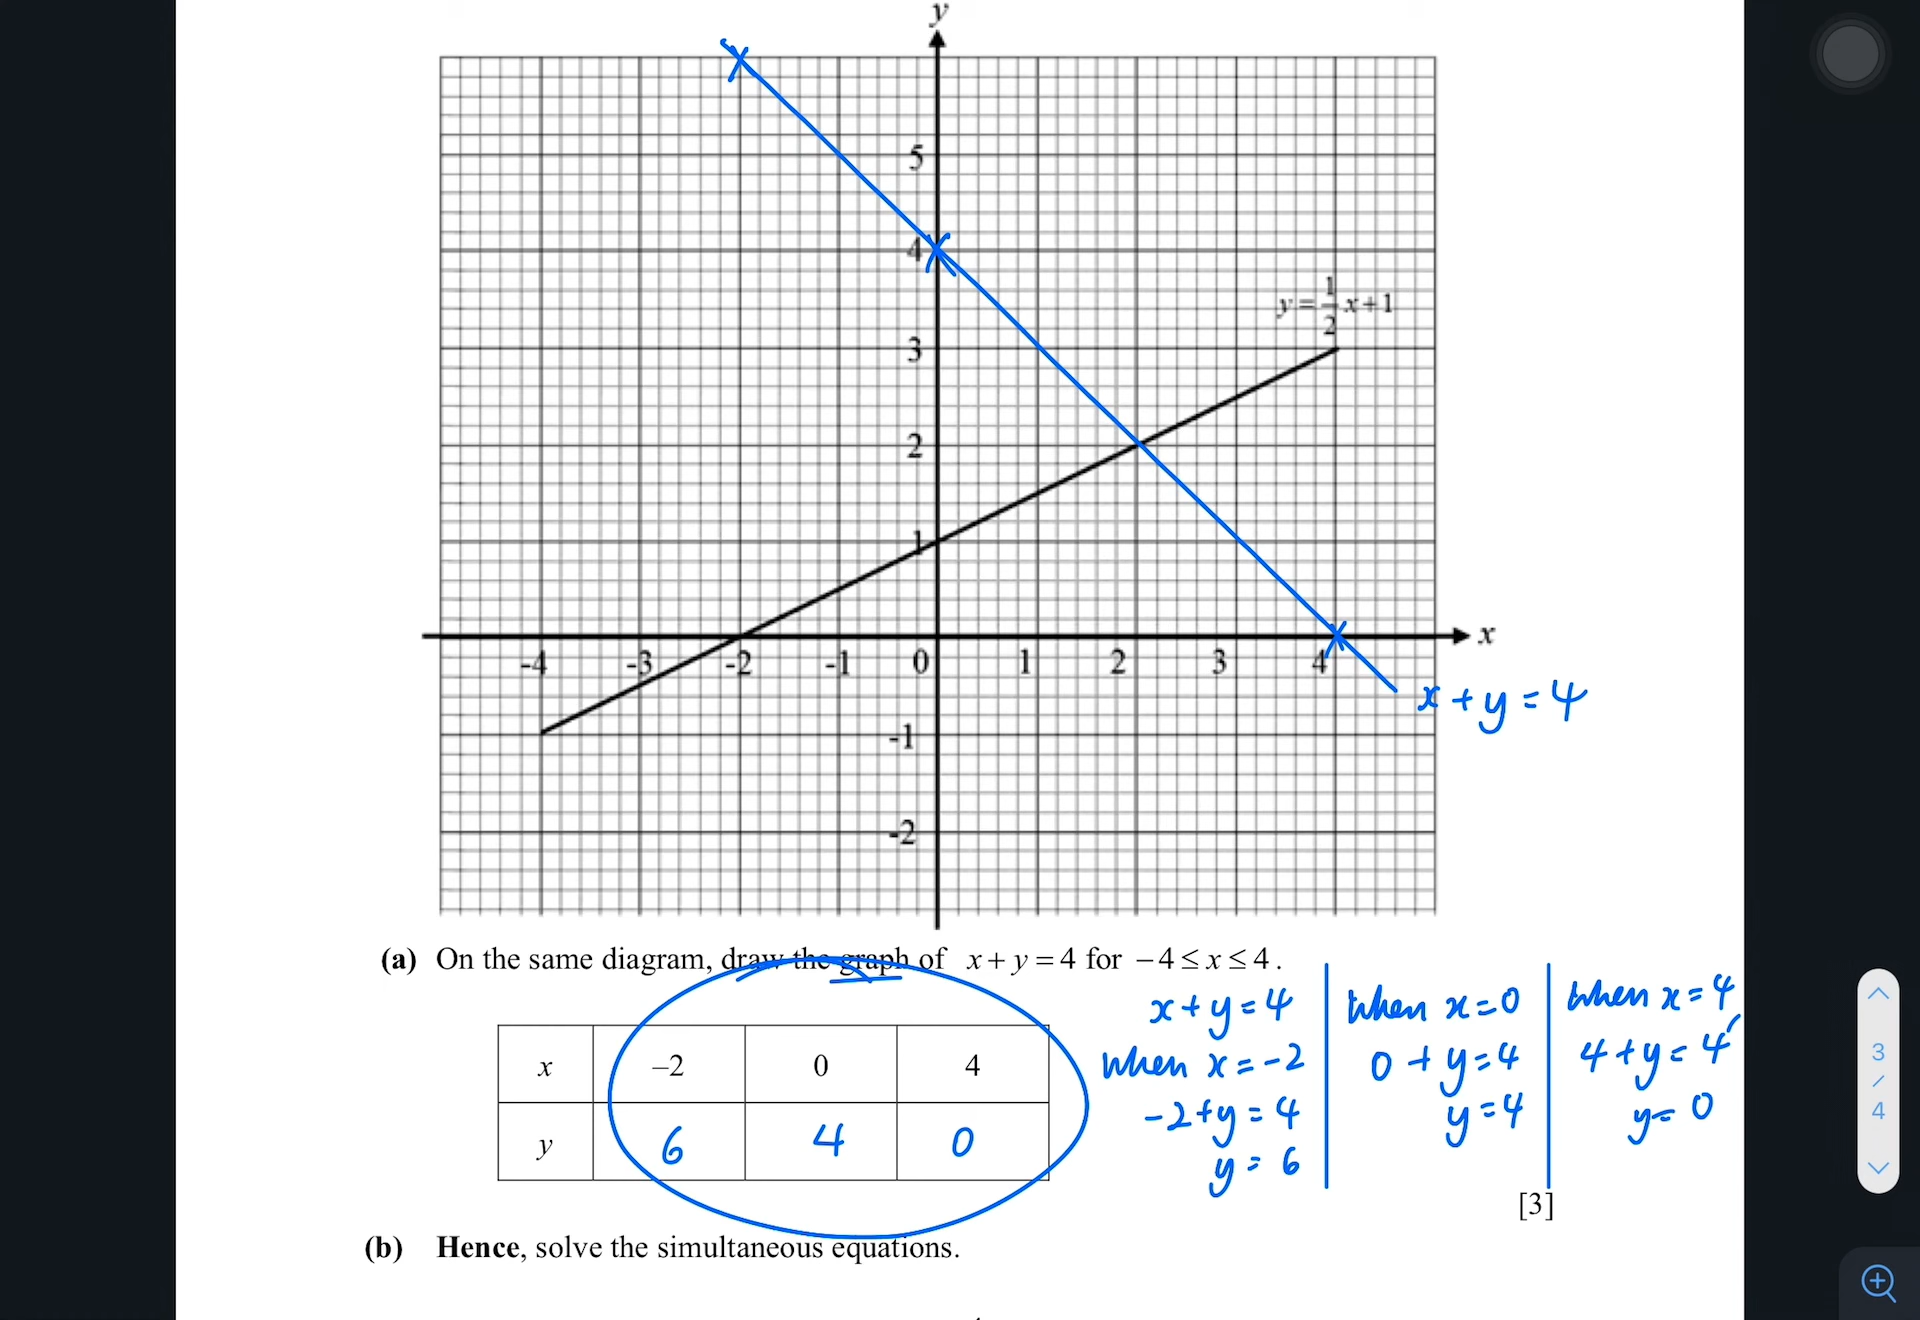 y
5
4
y = 1/2 x + 1
3
2
1
x
-4 -3 -2 -1 0 1 2 3 4
x + y = 4
-1
-2
(a) On the same diagram, draw the graph of x + y = 4 for −4 ≤ x ≤ 4.
x + y = 4
when x = -2
-2 + y = 4
y = 6
when x = 0
0 + y = 4
y = 4
when x = 4
4 + y = 4
y = 0
x –2 0 4
y 6 4 0
[3]
(b) Hence, solve the simultaneous equations.
3
/
4